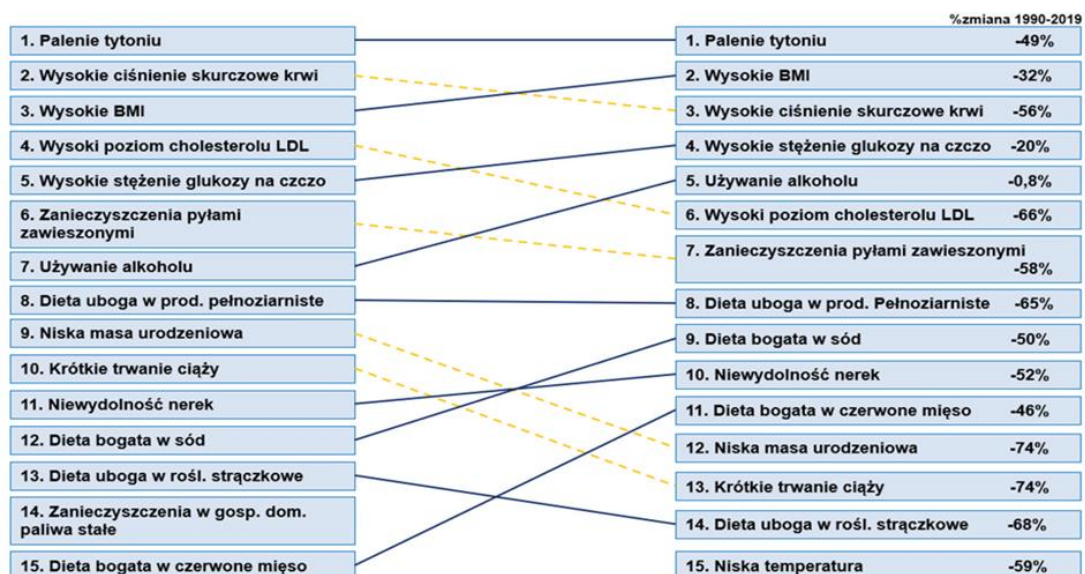 %zmiana 1990-2019
1. Palenie tytoniu
2. Wysokie ciśnienie skurczowe krwi
3. Wysokie BMI
4. Wysoki poziom cholesterolu LDL
5. Wysokie stężenie glukozy na czczo
6. Zanieczyszczenia pyłami
zawieszonymi
7. Używanie alkoholu
8. Dieta uboga w prod. pełnoziarniste
9. Niska masa urodzeniowa
10. Krótkie trwanie ciąży
11. Niewydolność nerek
12. Dieta bogata w sód
13. Dieta uboga w rośl. strączkowe
14. Zanieczyszczenia w gosp. dom.
paliwa stałe
15. Dieta bogata w czerwone mięso
1. Palenie tytoniu -49%
2. Wysokie BMI -32%
3. Wysokie ciśnienie skurczowe krwi -56%
4. Wysokie stężenie glukozy na czczo -20%
5. Używanie alkoholu -0,8%
6. Wysoki poziom cholesterolu LDL -66%
7. Zanieczyszczenia pyłami zawieszonymi
-58%
8. Dieta uboga w prod. Pełnoziarniste -65%
9. Dieta bogata w sód -50%
10. Niewydolność nerek -52%
11. Dieta bogata w czerwone mięso -46%
12. Niska masa urodzeniowa -74%
13. Krótkie trwanie ciąży -74%
14. Dieta uboga w rośl. strączkowe -68%
15. Niska temperatura -59%